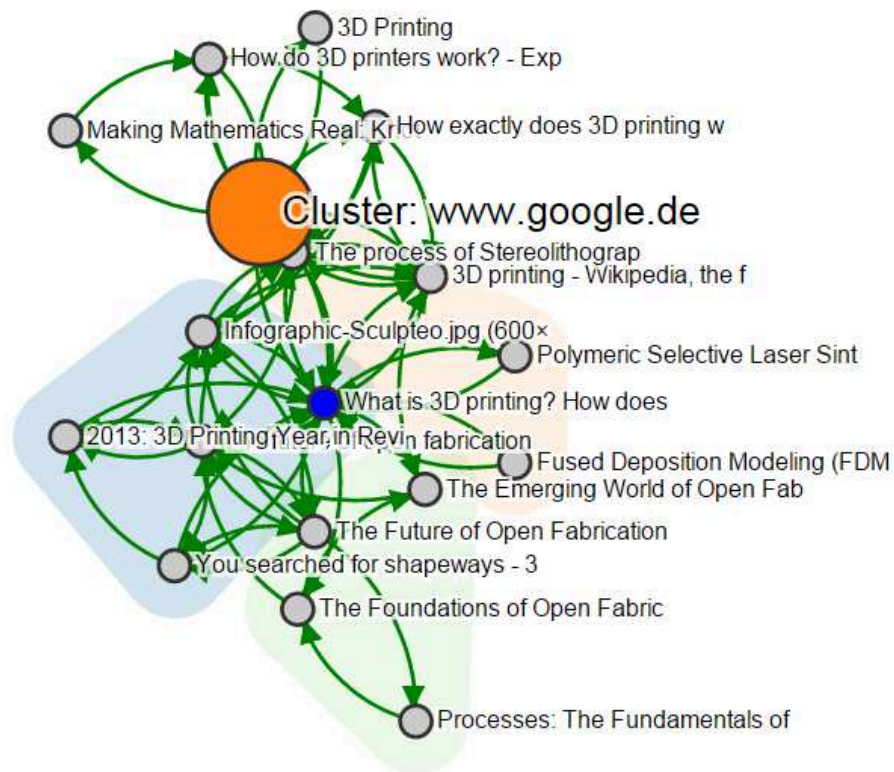 3D Printing
How do 3D printers work? - Exp
How exactly does 3D printing w
Making Mathematics Real:
Cluster: www.google.de
The process of Stereolithograp
3D printing - Wikipedia, the f
Infographic-Sculpteo.jpg (600×
Polymeric Selective Laser Sint
What is 3D printing? How does
2013: 3D Printing Year in Revi
open fabrication
Fused Deposition Modeling (FDM
The Emerging World of Open Fab
The Future of Open Fabrication
You searched for shapeways - 3
The Foundations of Open Fabric
Processes: The Fundamentals of